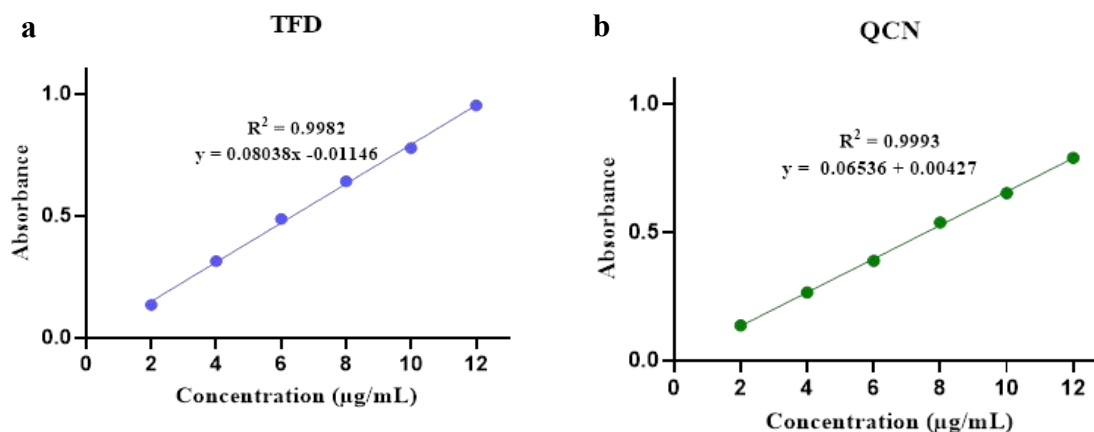 a
TFD
1.0
0.5
0.0
Absorbance
R² = 0.9982
y = 0.08038x -0.01146
0 2 4 6 8 10 12
Concentration (µg/mL)
b
QCN
1.0
0.5
0.0
Absorbance
R² = 0.9993
y = 0.06536 + 0.00427
0 2 4 6 8 10 12
Concentration (µg/mL)